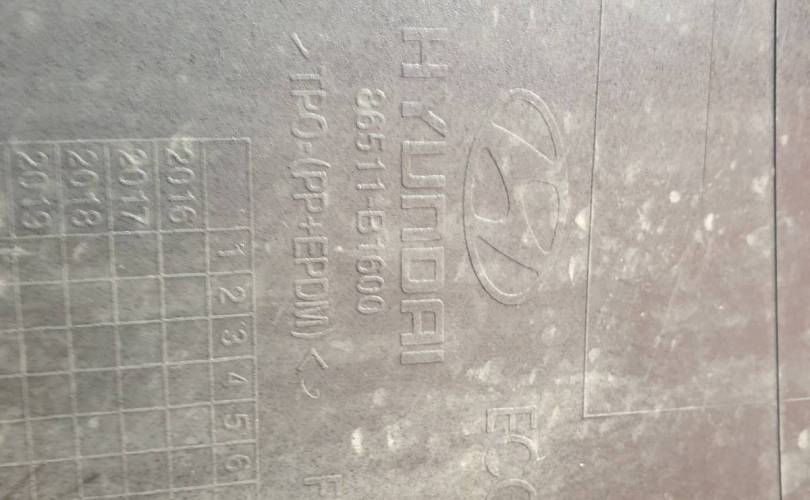 HYUNDAI
86511-B1600
>TPO-(PP+EPDM)<
1 2 3 4 5 6
2016
2017
2018
2019